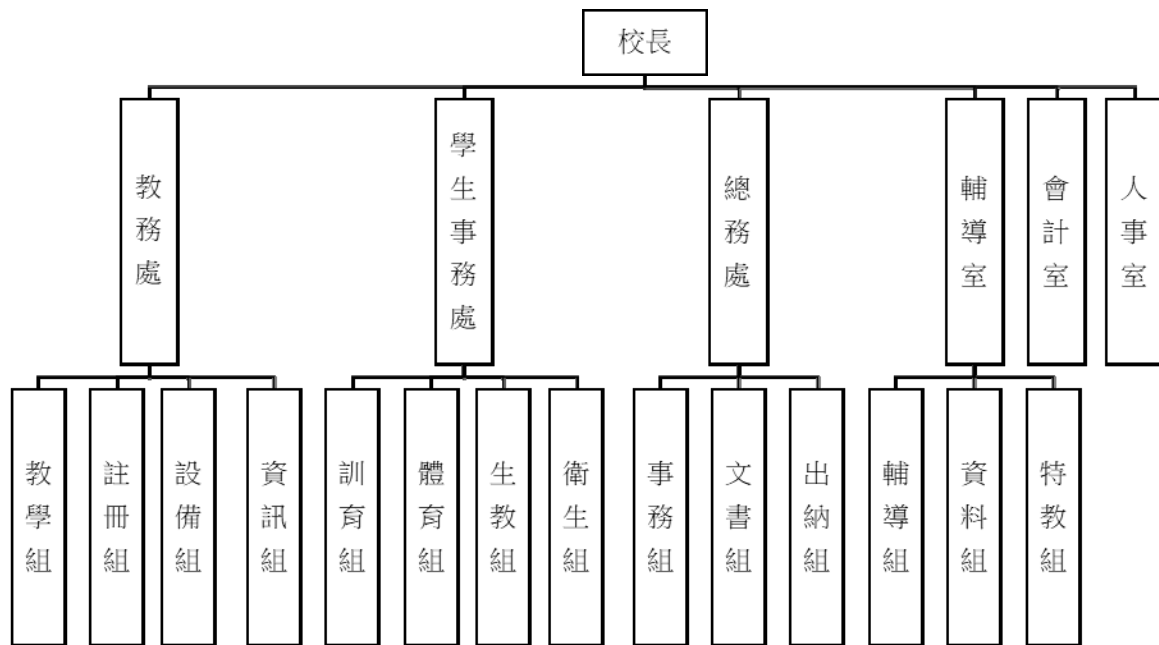 校長
教務處
學生事務處
總務處
輔導室
會計室
人事室
教學組
註冊組
設備組
資訊組
訓育組
體育組
生教組
衛生組
事務組
文書組
出納組
輔導組
資料組
特教組